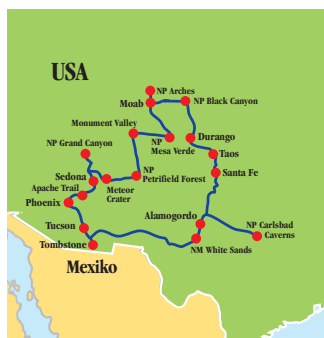 USA
NP Arches
Moab
NP Black Canyon
Monument Valley
NP
Mesa Verde
Durango
NP Grand Canyon
Taos
Sedona
NP
Petrifield Forest
Santa Fe
Apache Trail
Meteor
Crater
Phoenix
Alamogordo
Tucson
NP Carlsbad
Caverns
Tombstone
NM White Sands
Mexiko